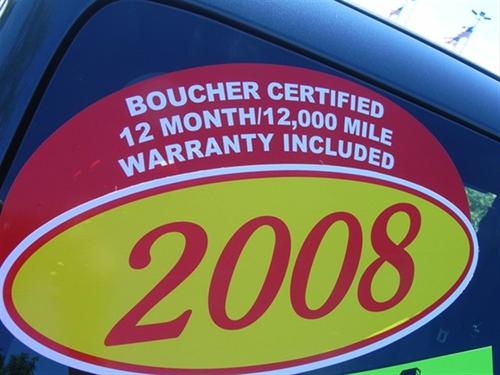 BOUCHER CERTIFIED
12 MONTH/12,000 MILE
WARRANTY INCLUDED
2008